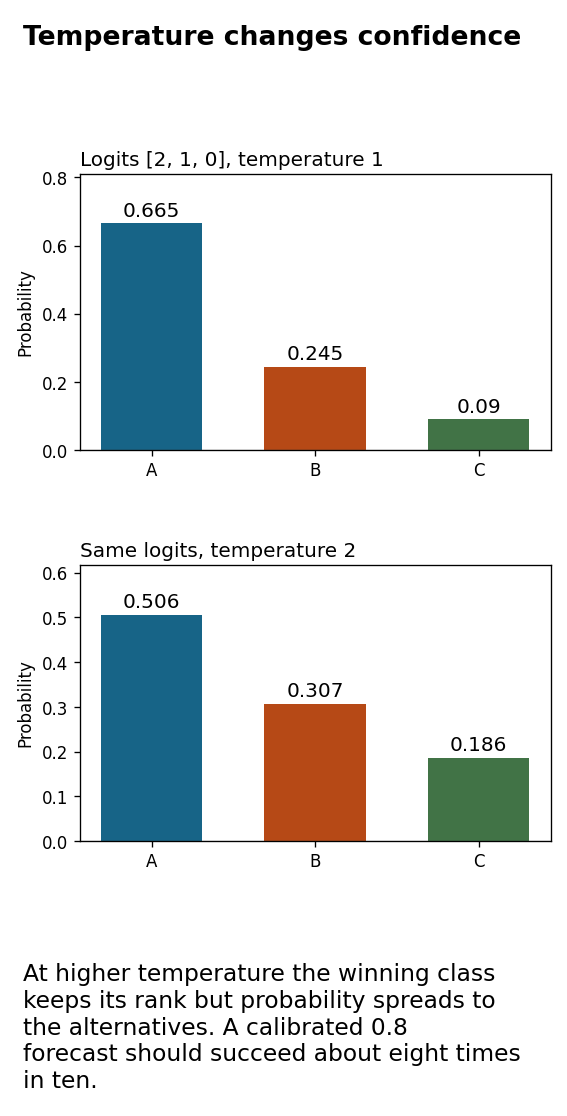 Temperature changes confidence
Logits [2, 1, 0], temperature 1
0.8
0.6
0.4
0.2
0.0
Probability
0.665
0.245
0.09
A
B
C
Same logits, temperature 2
0.6
0.5
0.4
0.3
0.2
0.1
0.0
Probability
0.506
0.307
0.186
A
B
C
At higher temperature the winning class
keeps its rank but probability spreads to
the alternatives. A calibrated 0.8
forecast should succeed about eight times
in ten.